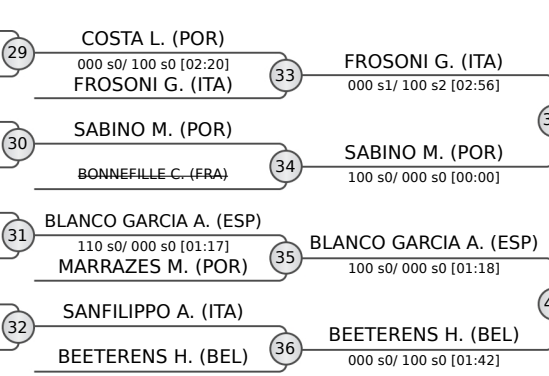 29
COSTA L. (POR)
000 s0/ 100 s0 [02:20]
FROSONI G. (ITA)
33
FROSONI G. (ITA)
000 s1/ 100 s2 [02:56]
30
SABINO M. (POR)
BONNEFILLE C. (FRA)
34
SABINO M. (POR)
100 s0/ 000 s0 [00:00]
31
BLANCO GARCIA A. (ESP)
110 s0/ 000 s0 [01:17]
MARRAZES M. (POR)
35
BLANCO GARCIA A. (ESP)
100 s0/ 000 s0 [01:18]
32
SANFILIPPO A. (ITA)
BEETERENS H. (BEL)
36
BEETERENS H. (BEL)
000 s0/ 100 s0 [01:42]